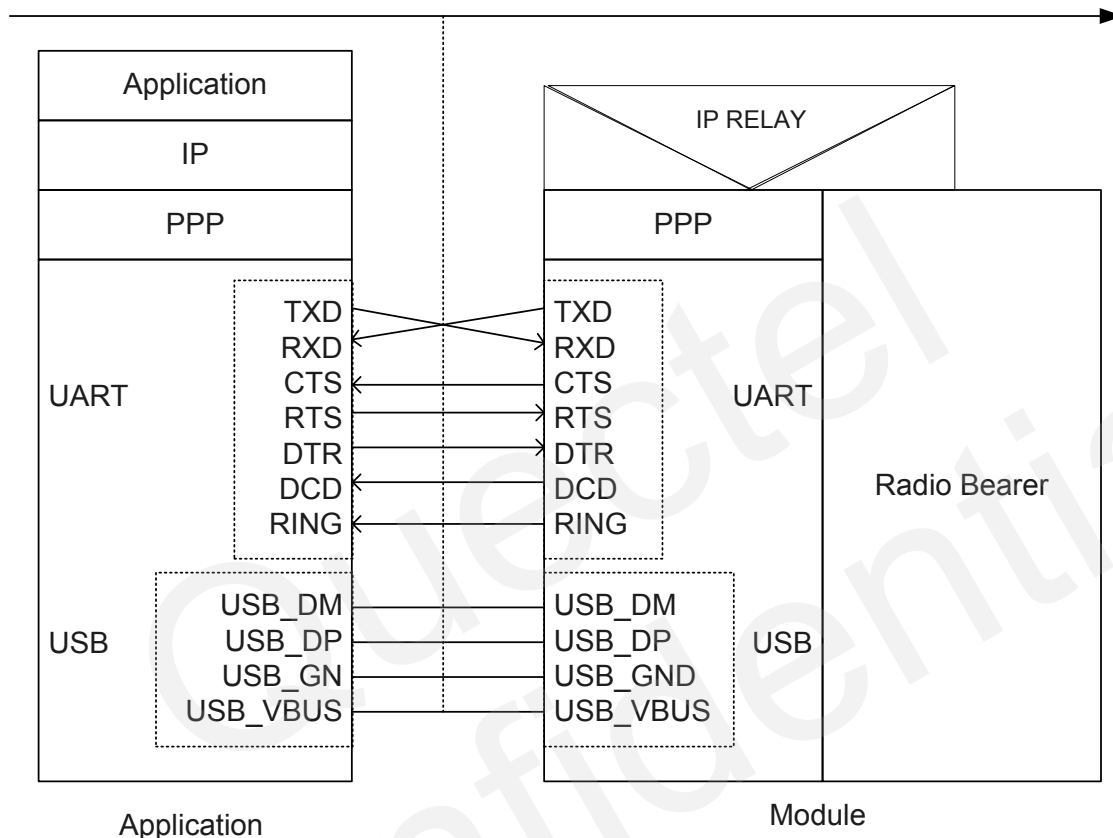 Application
IP
PPP
UART
TXD
RXD
CTS
RTS
DTR
DCD
RING
USB
USB_DM
USB_DP
USB_GN
USB_VBUS
Application
IP RELAY
PPP
TXD
RXD
CTS
RTS
DTR
DCD
RING
UART
USB_DM
USB_DP
USB_GND
USB_VBUS
USB
Radio Bearer
Module
Quectel